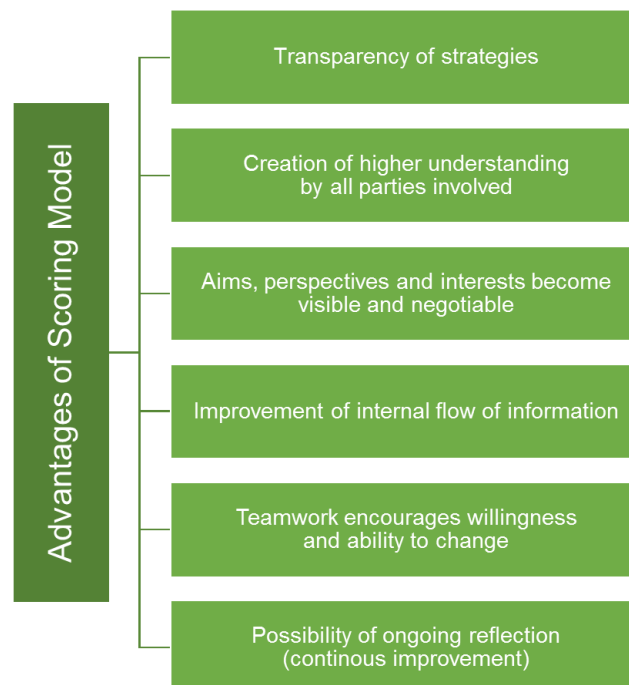 Advantages of Scoring Model
Transparency of strategies
Creation of higher understanding
by all parties involved
Aims, perspectives and interests become
visible and negotiable
Improvement of internal flow of information
Teamwork encourages willingness
and ability to change
Possibility of ongoing reflection
(continous improvement)